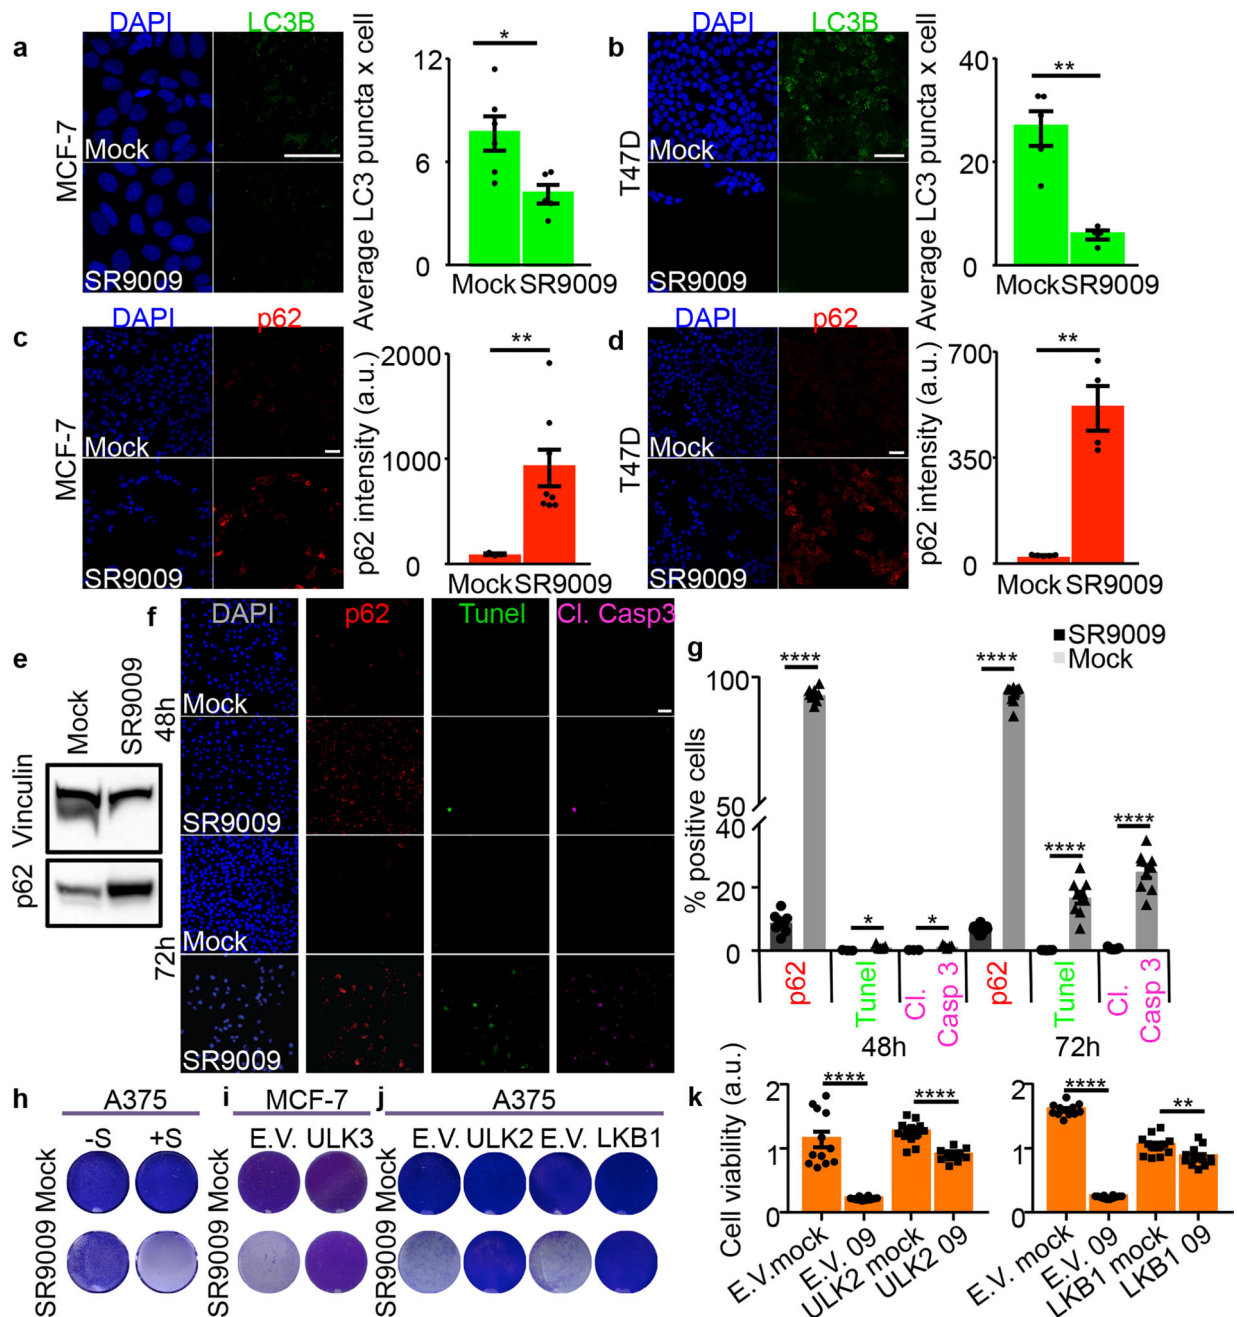 a
DAPI
LC3B
MCF-7
Mock
SR9009
Average LC3 puncta x cell
12
6
0
*
Mock SR9009
b
DAPI
LC3B
T47D
Mock
SR9009
Average LC3 puncta x cell
40
20
0
**
Mock SR9009
c
DAPI
p62
MCF-7
Mock
SR9009
p62 intensity (a.u.)
2000
1000
0
**
Mock SR9009
d
DAPI
p62
T47D
Mock
SR9009
p62 intensity (a.u.)
700
350
0
**
Mock SR9009
e
Mock
SR9009
Vinculin
p62
f
DAPI
p62
Tunel
Cl. Casp3
48h
Mock
SR9009
72h
Mock
SR9009
g
SR9009
Mock
% positive cells
100
50
40
20
0
****
*
*
****
****
****
p62
Tunel
Cl.
Casp 3
p62
Tunel
Cl.
Casp 3
48h
72h
h
A375
-S
+S
Mock
SR9009
i
MCF-7
E.V.
ULK3
j
A375
E.V.
ULK2
E.V.
LKB1
Mock
SR9009
SR9009
k
Cell viability (a.u.)
2
1
0
****
****
E.V.mock
E.V. 09
ULK2 mock
ULK2 09
2
1
0
****
**
E.V. mock
E.V. 09
LKB1 mock
LKB1 09